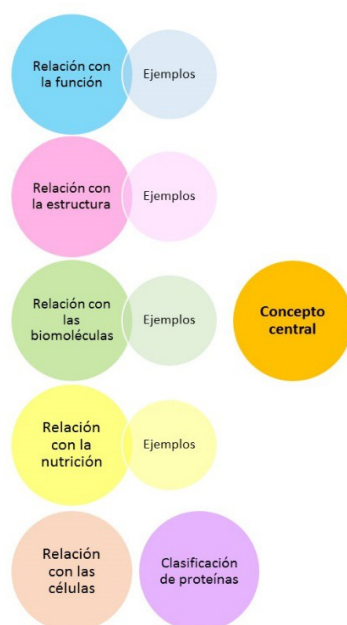 Relación con
la función
Ejemplos
Relación con
la estructura
Ejemplos
Relación con
las
biomoléculas
Ejemplos
Concepto
central
Relación
con la
nutrición
Ejemplos
Relación
con las
células
Clasificación
de proteínas